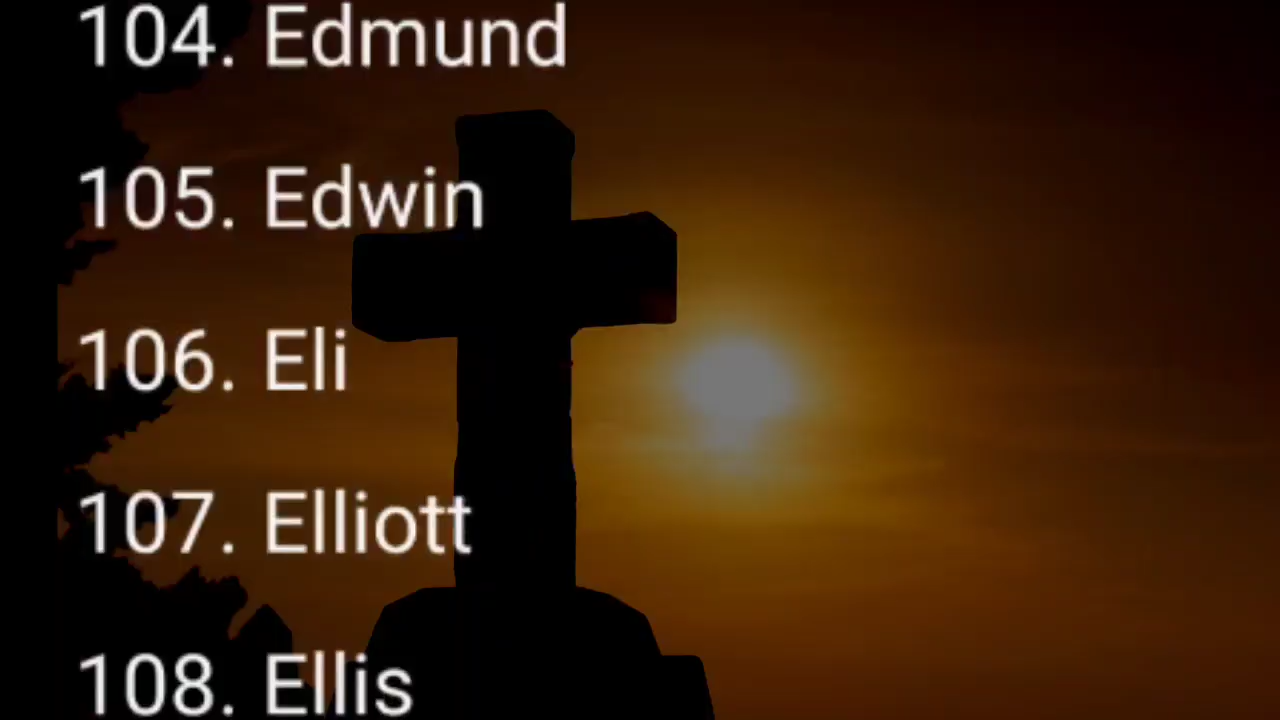 104. Edmund
105. Edwin
106. Eli
107. Elliott
108. Ellis